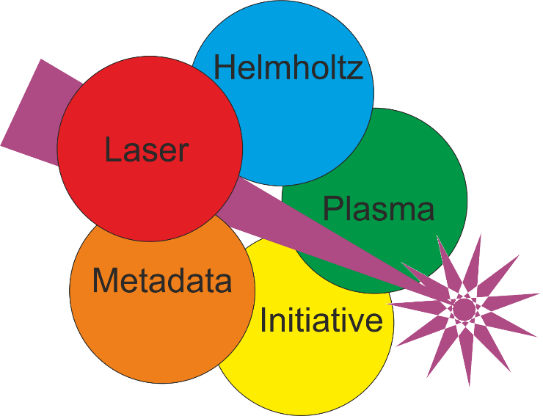 Helmholtz
Laser
Plasma
Metadata
Initiative